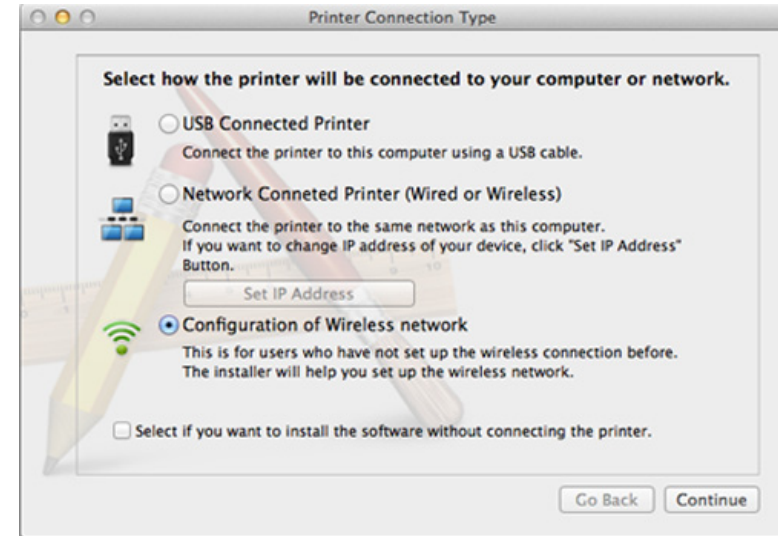 Printer Connection Type
Select how the printer will be connected to your computer or network.
USB Connected Printer
Connect the printer to this computer using a USB cable.
Network Conneted Printer (Wired or Wireless)
Connect the printer to the same network as this computer.
If you want to change IP address of your device, click "Set IP Address"
Button.
Set IP Address
Configuration of Wireless network
This is for users who have not set up the wireless connection before.
The installer will help you set up the wireless network.
Select if you want to install the software without connecting the printer.
Go Back
Continue